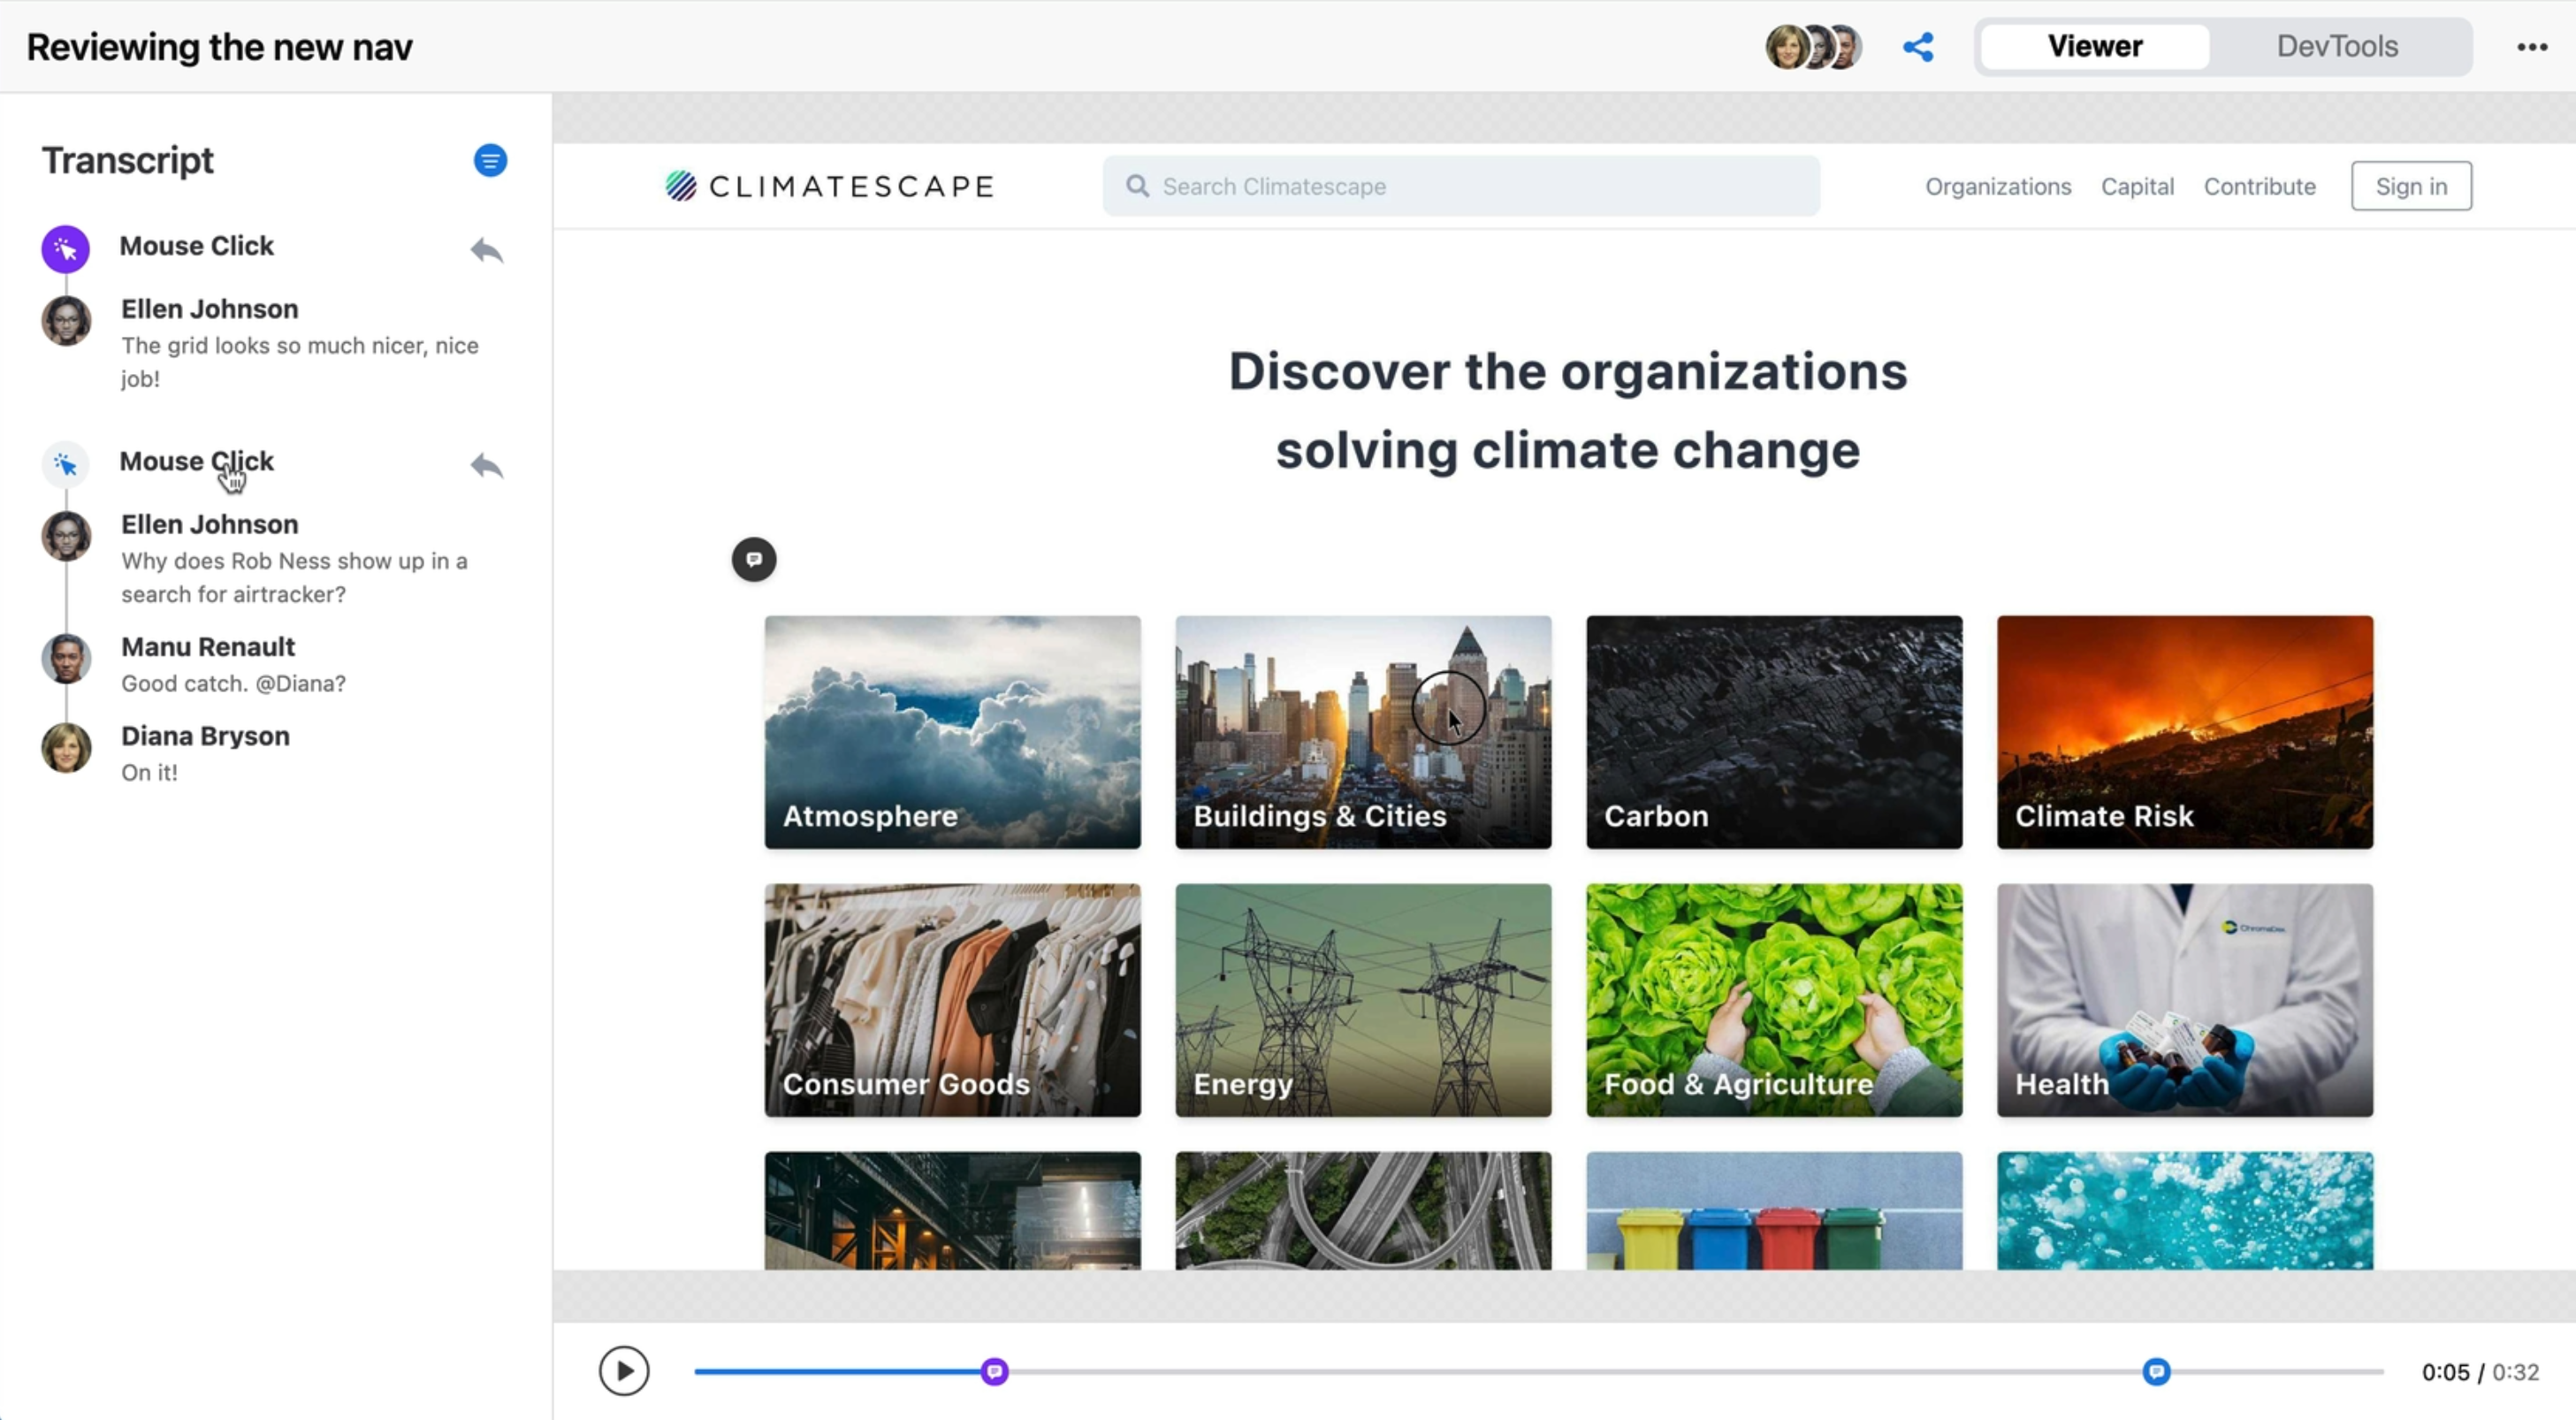 Reviewing the new nav
Viewer
DevTools
Transcript
Mouse Click
Ellen Johnson
The grid looks so much nicer, nice
job!
Mouse Click
Ellen Johnson
Why does Rob Ness show up in a
search for airtracker?
Manu Renault
Good catch. @Diana?
Diana Bryson
On it!
CLIMATESCAPE
Search Climatescape
Organizations
Capital
Contribute
Sign in
Discover the organizations
solving climate change
Atmosphere
Buildings & Cities
Carbon
Climate Risk
Consumer Goods
Energy
Food & Agriculture
Health
0:05 / 0:32